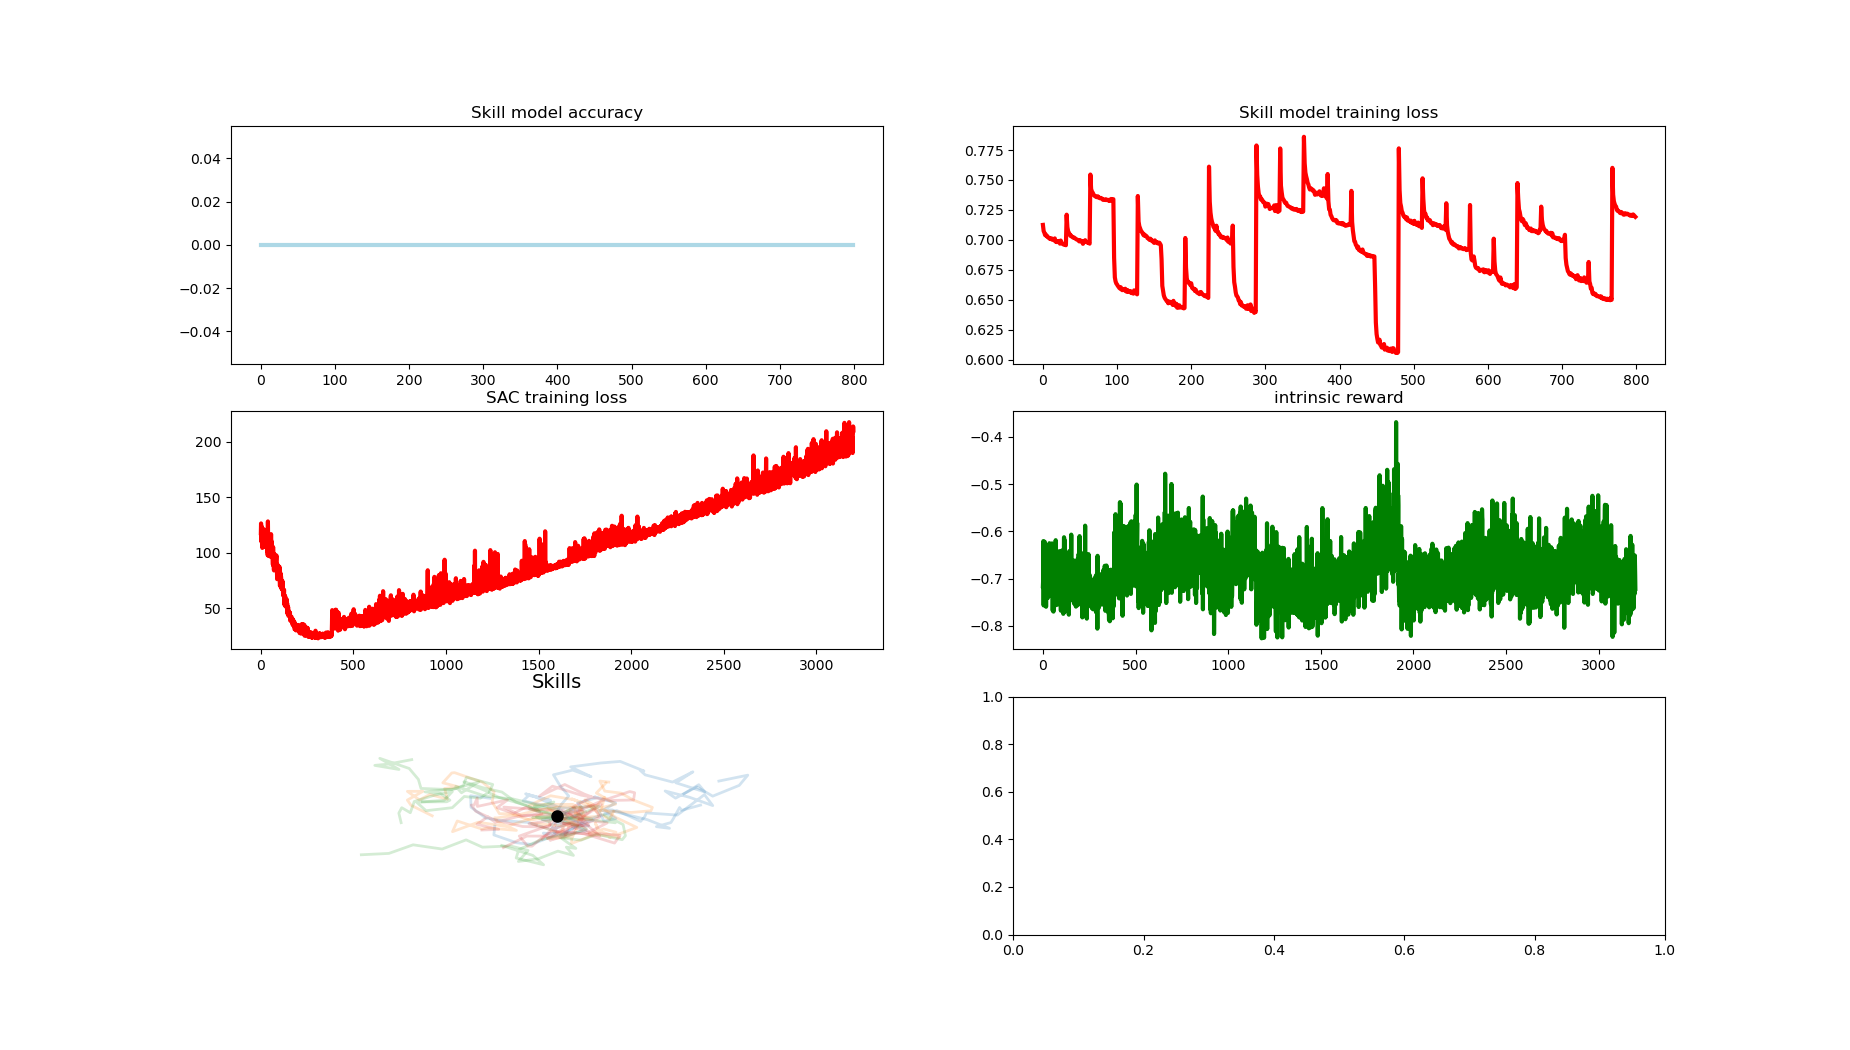 Skill model accuracy
0.04
0.02
0.00
−0.02
−0.04
0 100 200 300 400 500 600 700 800
Skill model training loss
0.775
0.750
0.725
0.700
0.675
0.650
0.625
0.600
0 100 200 300 400 500 600 700 800
SAC training loss
200
150
100
50
0 500 1000 1500 2000 2500 3000
intrinsic reward
−0.4
−0.5
−0.6
−0.7
−0.8
0 500 1000 1500 2000 2500 3000
Skills
1.0
0.8
0.6
0.4
0.2
0.0
0.0 0.2 0.4 0.6 0.8 1.0